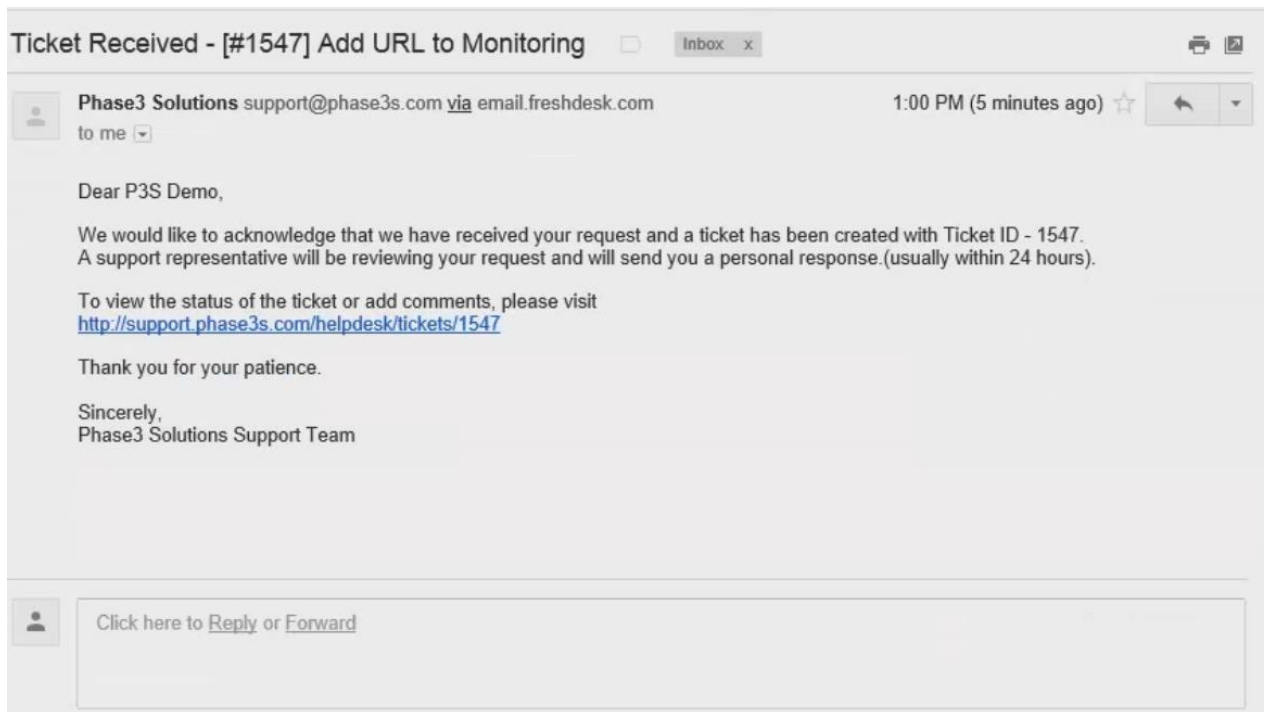 Ticket Received - [#1547] Add URL to Monitoring
Inbox x
Phase3 Solutions support@phase3s.com via email.freshdesk.com
1:00 PM (5 minutes ago)
to me
Dear P3S Demo,
We would like to acknowledge that we have received your request and a ticket has been created with Ticket ID - 1547.
A support representative will be reviewing your request and will send you a personal response.(usually within 24 hours).
To view the status of the ticket or add comments, please visit
http://support.phase3s.com/helpdesk/tickets/1547
Thank you for your patience.
Sincerely,
Phase3 Solutions Support Team
Click here to Reply or Forward